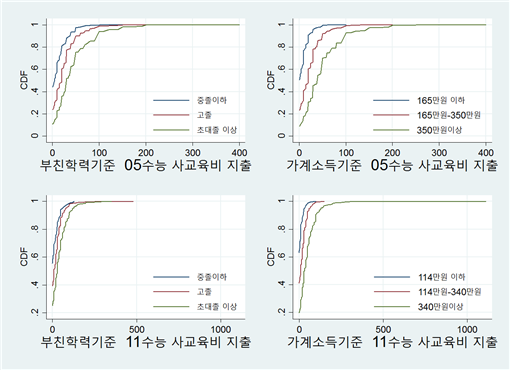 CDF
0 .2 .4 .6 .8 1
중졸이하
고졸
초대졸 이상
0 100 200 300 400
부친학력기준 05수능 사교육비 지출
CDF
0 .2 .4 .6 .8 1
165만원 이하
165만원-350만원
350만원이상
0 100 200 300 400
가계소득기준 05수능 사교육비 지출
CDF
.2 .4 .6 .8 1
중졸이하
고졸
초대졸 이상
0 500 1000
부친학력기준 11수능 사교육비 지출
CDF
.2 .4 .6 .8 1
114만원 이하
114만원-340만원
340만원이상
0 500 1000
가계소득기준 11수능 사교육비 지출